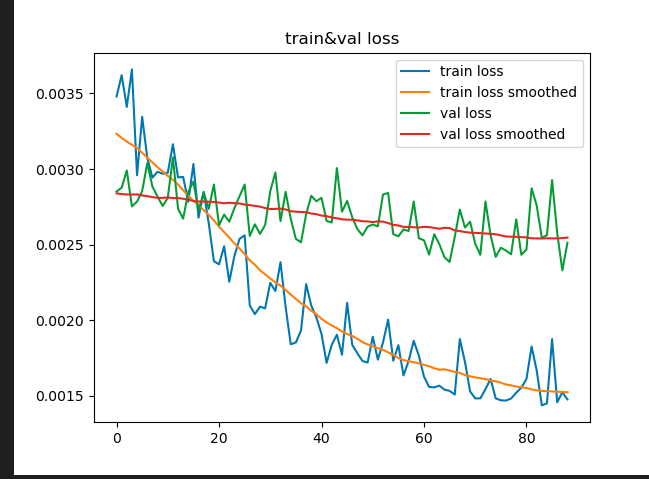 train&val loss
train loss
train loss smoothed
val loss
val loss smoothed
0.0035
0.0030
0.0025
0.0020
0.0015
0 20 40 60 80